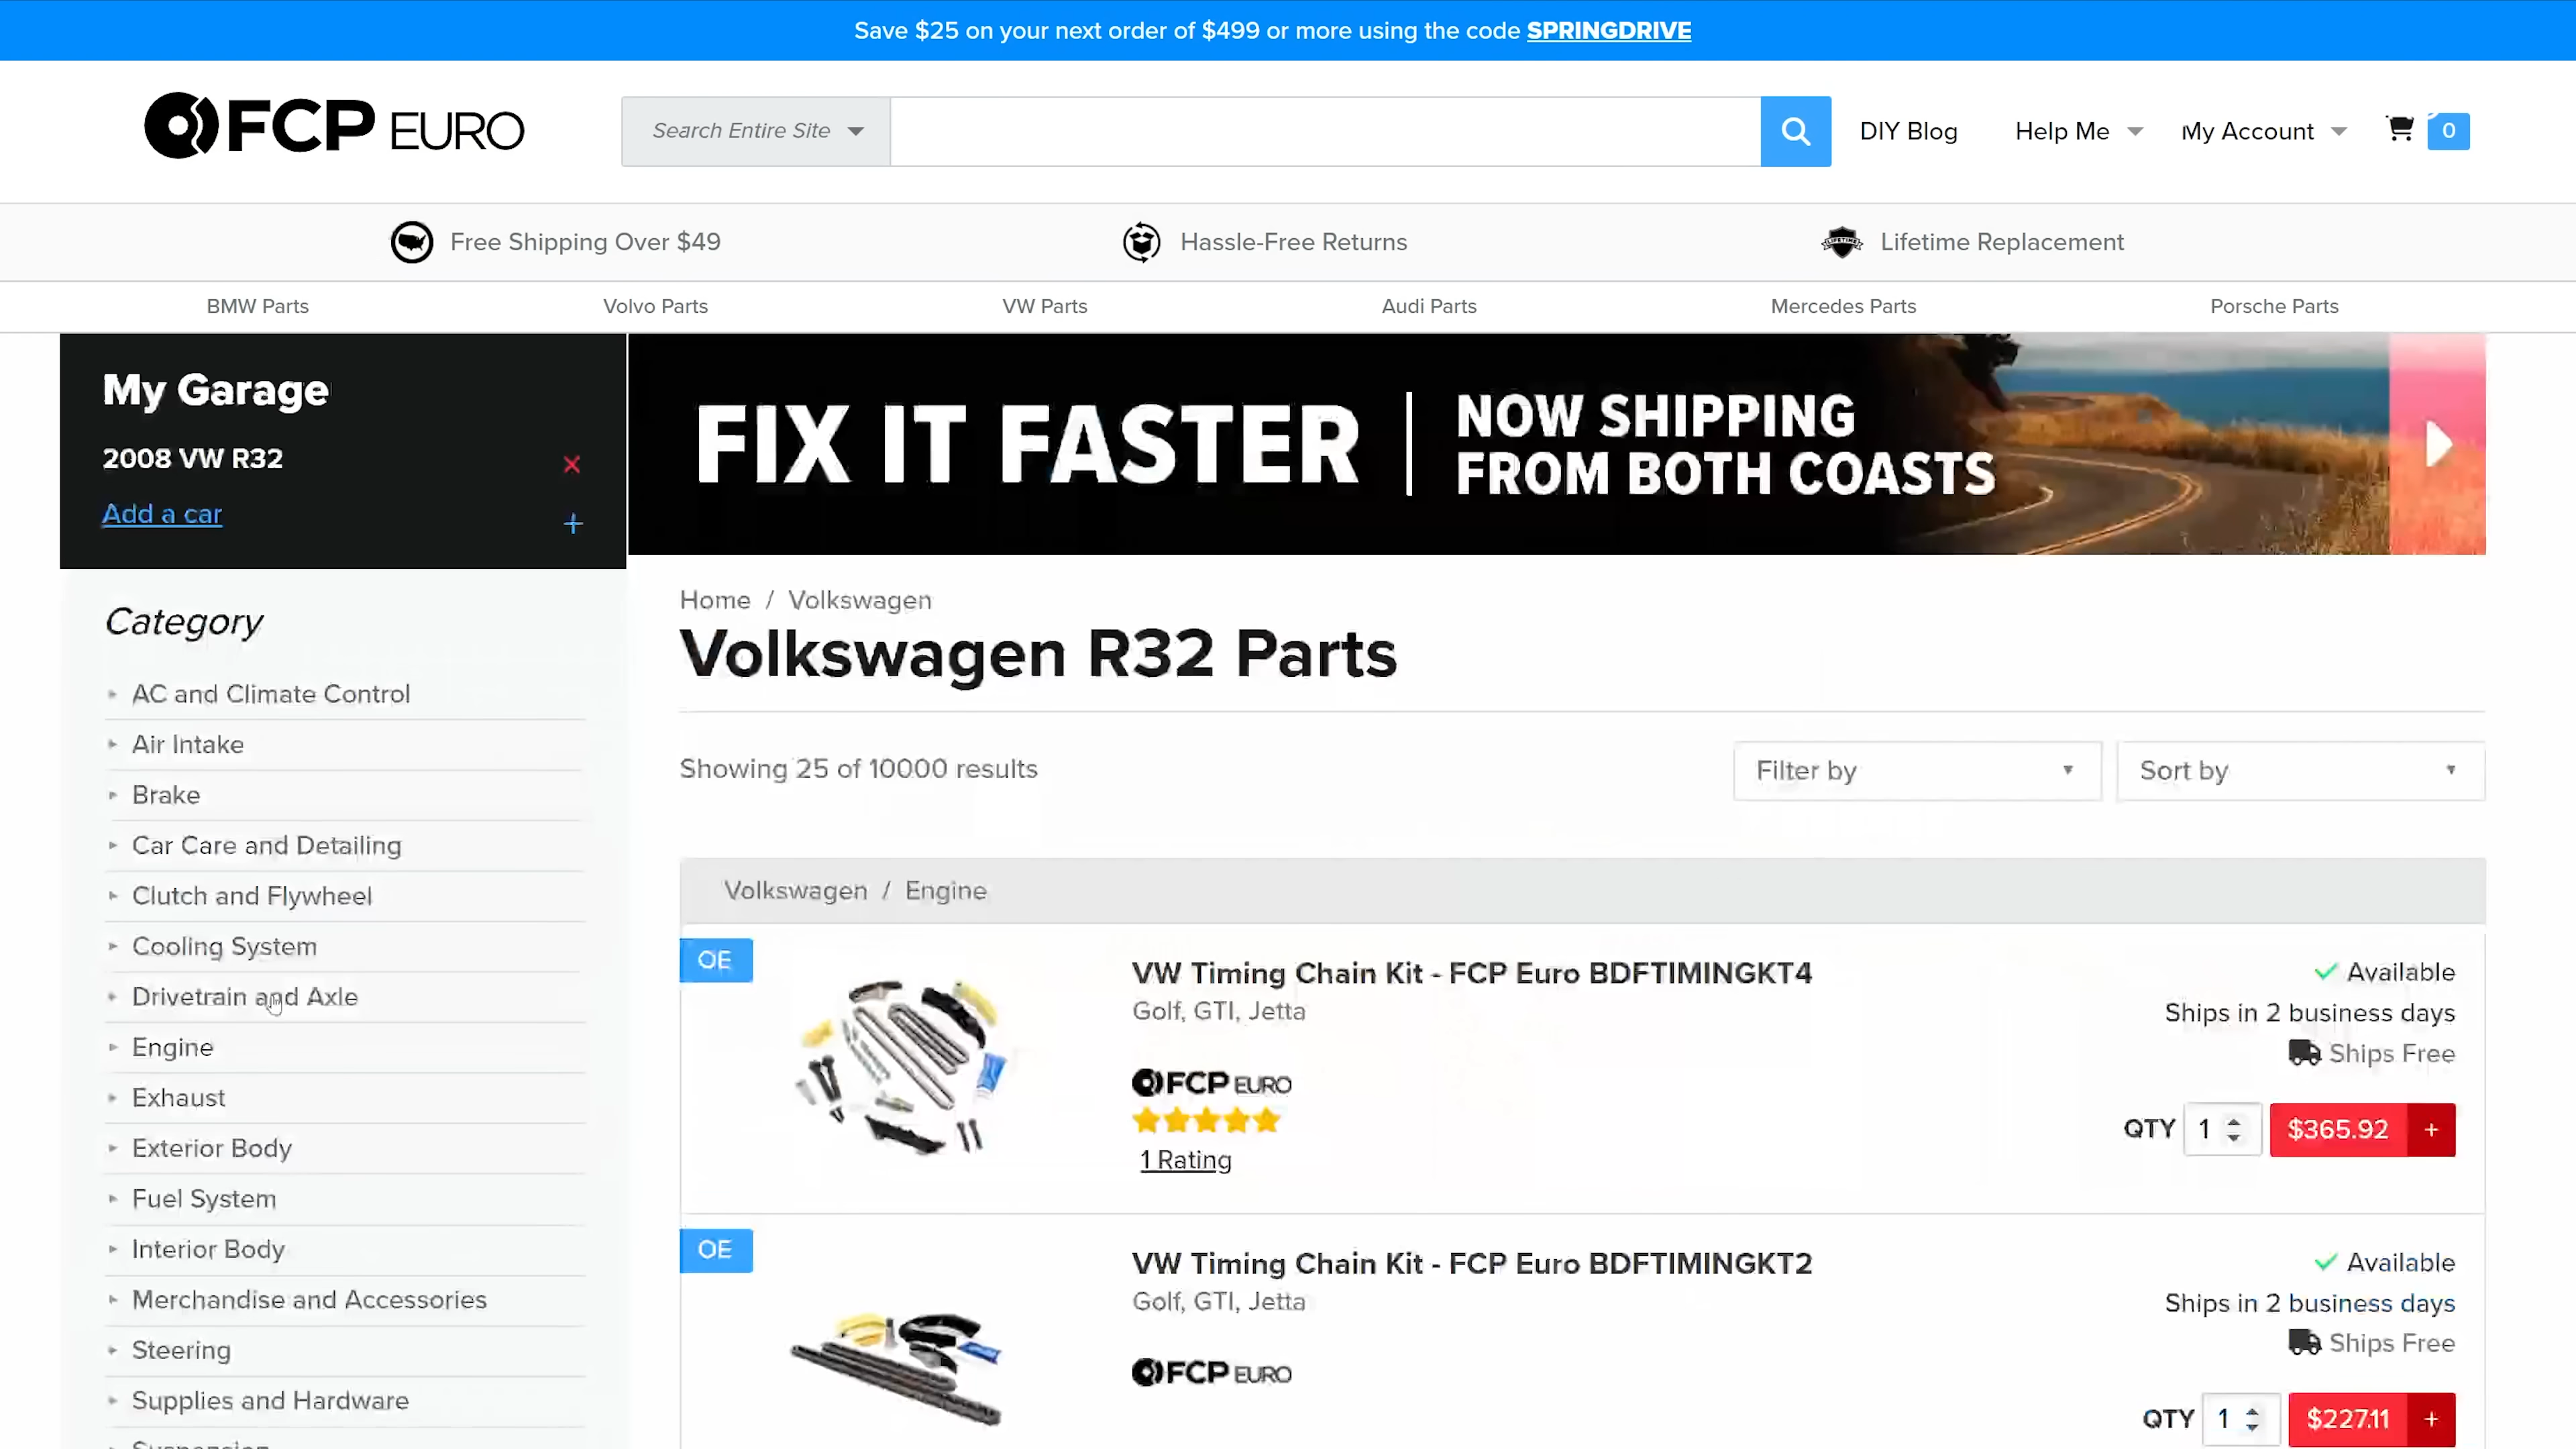 Save $25 on your next order of $499 or more using the code SPRINGDRIVE
FCP EURO
Search Entire Site
DIY Blog
Help Me
My Account
0
Free Shipping Over $49
Hassle-Free Returns
LIFETIME
Lifetime Replacement
BMW Parts
Volvo Parts
VW Parts
Audi Parts
Mercedes Parts
Porsche Parts
My Garage
2008 VW R32
Add a car
FIX IT FASTER
NOW SHIPPING
FROM BOTH COASTS
Category
AC and Climate Control
Air Intake
Brake
Car Care and Detailing
Clutch and Flywheel
Cooling System
Drivetrain and Axle
Engine
Exhaust
Exterior Body
Fuel System
Interior Body
Merchandise and Accessories
Steering
Supplies and Hardware
Suspension
Home / Volkswagen
Volkswagen R32 Parts
Showing 25 of 10000 results
Filter by
Sort by
Volkswagen / Engine
OE
VW Timing Chain Kit - FCP Euro BDFTIMINGKT4
Golf, GTI, Jetta
FCP EURO
1 Rating
Available
Ships in 2 business days
Ships Free
QTY 1 $365.92 +
OE
VW Timing Chain Kit - FCP Euro BDFTIMINGKT2
Golf, GTI, Jetta
FCP EURO
Available
Ships in 2 business days
Ships Free
QTY 1 $227.11 +